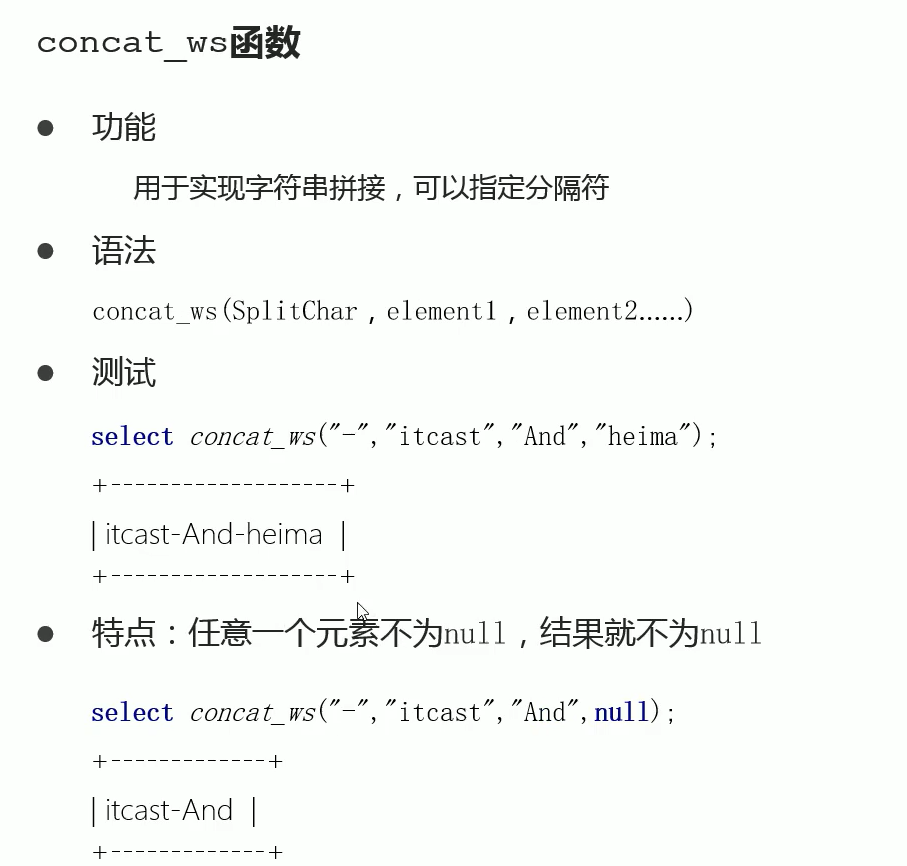 concat_ws函数
● 功能
用于实现字符串拼接，可以指定分隔符
● 语法
concat_ws(SplitChar，element1，element2……)
● 测试
select concat_ws("-","itcast","And","heima");
+-------------------+
| itcast-And-heima |
+-------------------+
● 特点：任意一个元素不为null，结果就不为null
select concat_ws("-","itcast","And",null);
+-------------+
| itcast-And |
+-------------+